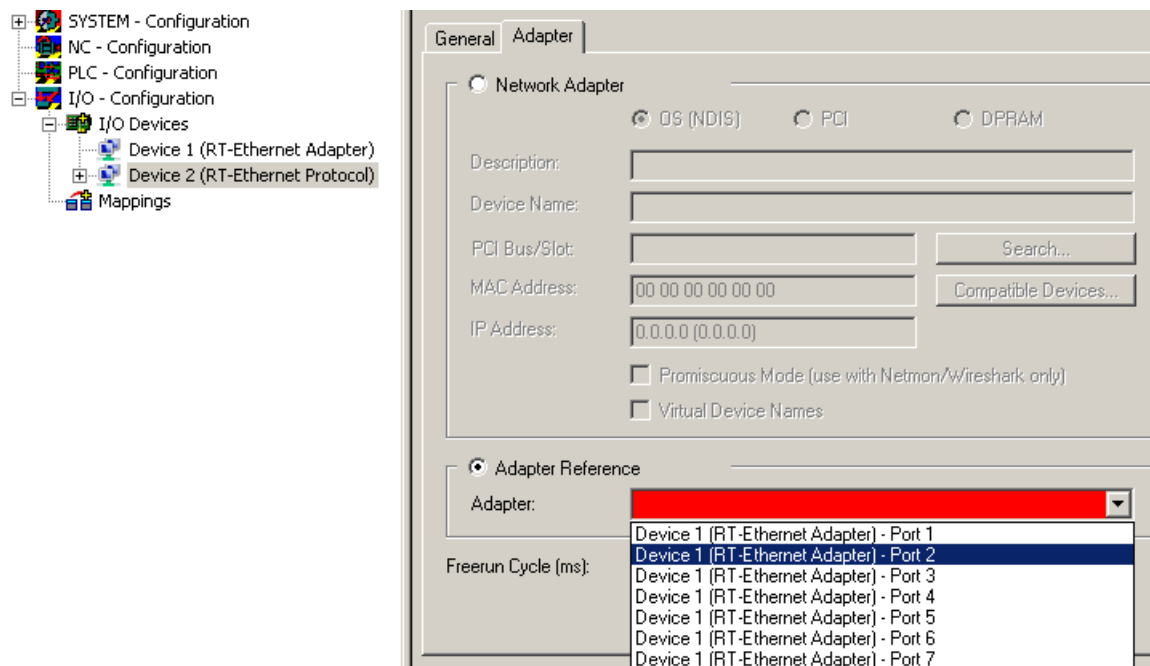 SYSTEM - Configuration
NC - Configuration
PLC - Configuration
I/O - Configuration
I/O Devices
Device 1 (RT-Ethernet Adapter)
Device 2 (RT-Ethernet Protocol)
Mappings
General Adapter
Network Adapter
OS (NDIS) PCI DPRAM
Description:
Device Name:
PCI Bus/Slot: Search...
MAC Address: 00 00 00 00 00 00 Compatible Devices...
IP Address: 0.0.0.0 (0.0.0.0)
Promiscuous Mode (use with Netmon/Wireshark only)
Virtual Device Names
Adapter Reference
Adapter:
Device 1 (RT-Ethernet Adapter) - Port 1
Device 1 (RT-Ethernet Adapter) - Port 2
Freerun Cycle (ms):
Device 1 (RT-Ethernet Adapter) - Port 3
Device 1 (RT-Ethernet Adapter) - Port 4
Device 1 (RT-Ethernet Adapter) - Port 5
Device 1 (RT-Ethernet Adapter) - Port 6
Device 1 (RT-Ethernet Adapter) - Port 7